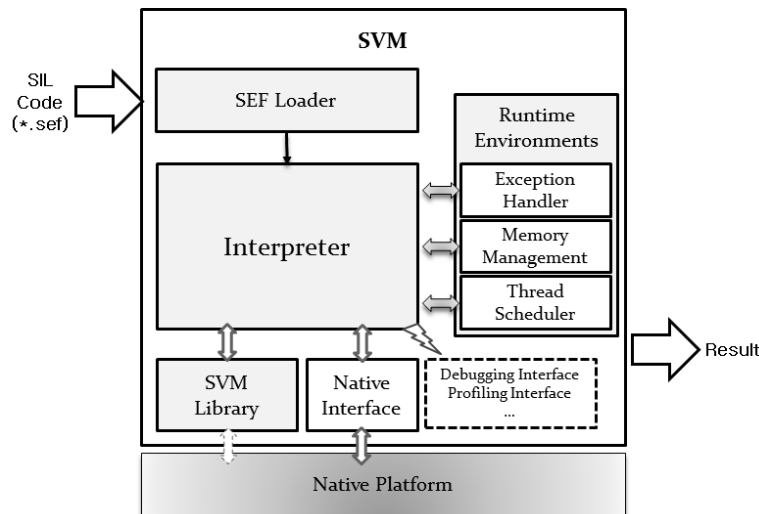 SVM
SIL
Code
(*.sef)
SEF Loader
Runtime
Environments
Exception
Handler
Interpreter
Memory
Management
Thread
Scheduler
Result
SVM
Library
Native
Interface
Debugging Interface
Profiling Interface
...
Native Platform